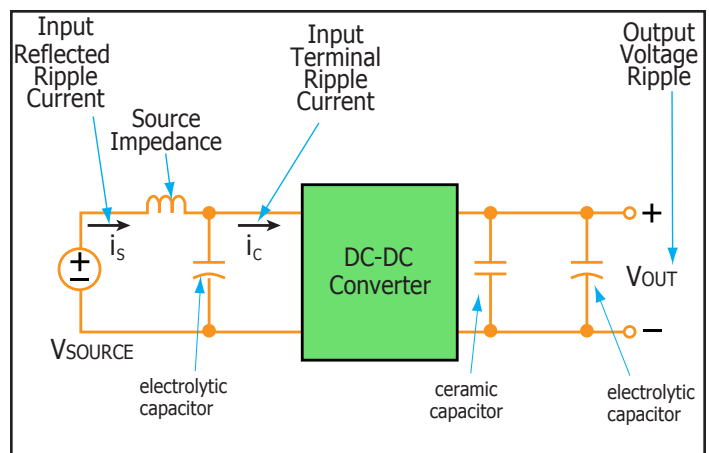 Input
Reflected
Ripple
Current
Input
Terminal
Ripple
Current
Output
Voltage
Ripple
Source
Impedance
iS
iC
+
−
DC-DC
Converter
+
VOUT
−
VSOURCE
electrolytic
capacitor
ceramic
capacitor
electrolytic
capacitor